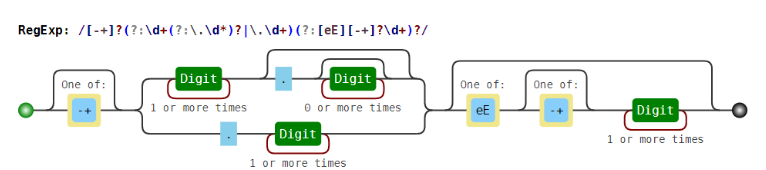 RegExp: /[-+]?(?:\d+(?:\.\d*)?|\.\d+)(?:[eE][-+]?\d+)?/
One of: One of: One of:
Digit . Digit
-+ 1 or more times 0 or more times eE -+ Digit
. Digit 1 or more times
1 or more times